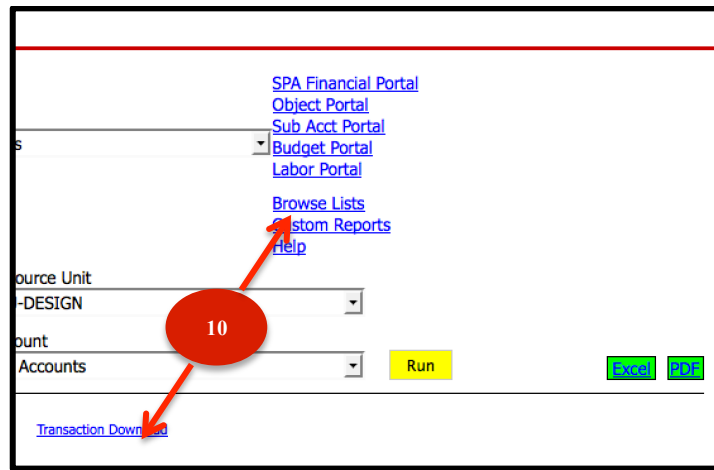 SPA Financial Portal
Object Portal
Sub Acct Portal
s
Budget Portal
Labor Portal
Browse Lists
Custom Reports
Help
ource Unit
-DESIGN
10
ount
Accounts
Run
Excel PDF
Transaction Download